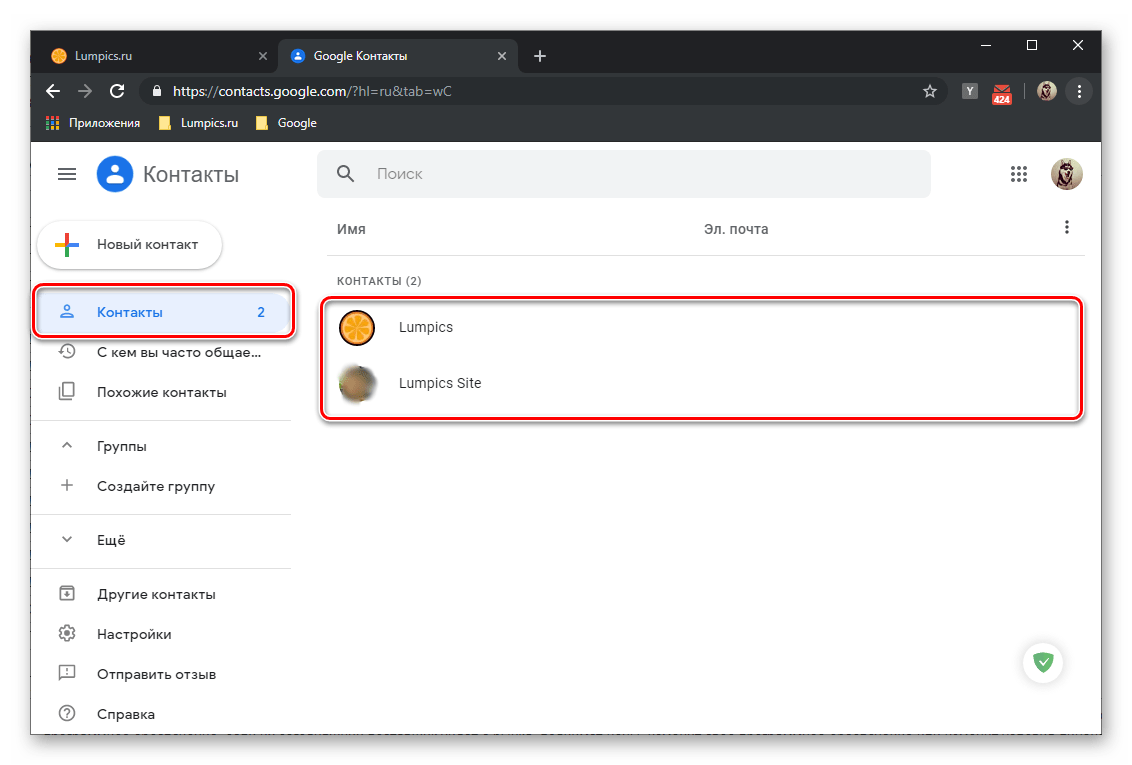 Lumpics.ru
Google Контакты
https://contacts.google.com/?hl=ru&tab=wC
Y
424
Приложения
Lumpics.ru
Google
Контакты
Поиск
Новый контакт
Имя
Эл. почта
КОНТАКТЫ (2)
Контакты 2
Lumpics
С кем вы часто общае...
Lumpics Site
Похожие контакты
Группы
Создайте группу
Ещё
Другие контакты
Настройки
Отправить отзыв
Справка